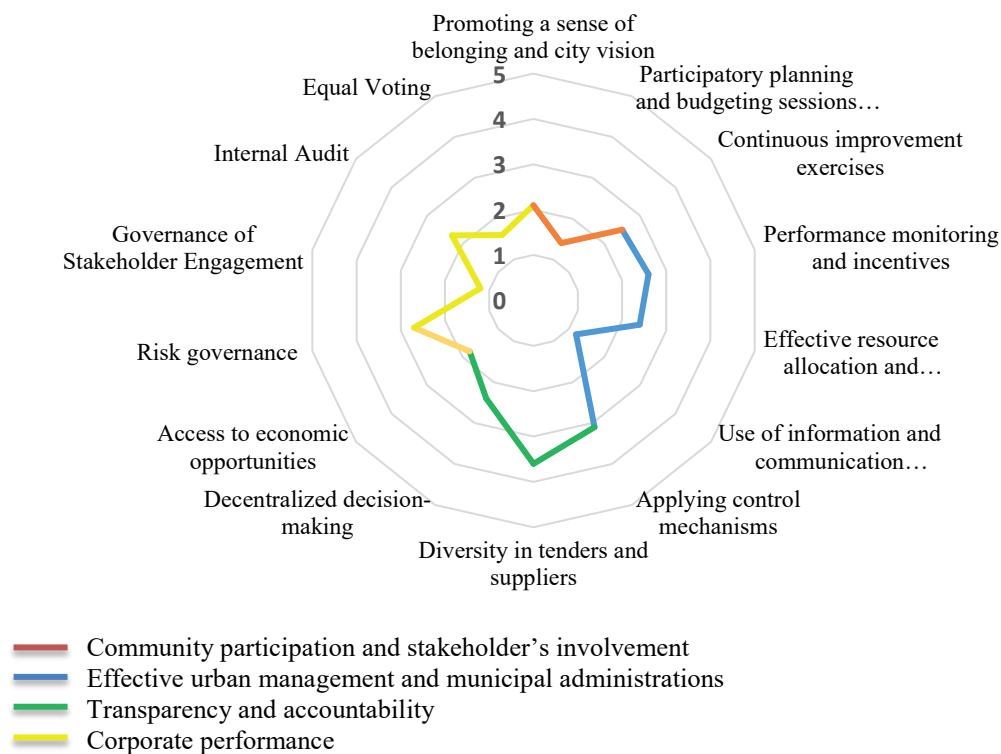 Promoting a sense of
belonging and city vision
Participatory planning
and budgeting sessions…
Continuous improvement
exercises
Performance monitoring
and incentives
Effective resource
allocation and…
Use of information and
communication…
Applying control
mechanisms
Diversity in tenders and
suppliers
Decentralized decision-
making
Access to economic
opportunities
Risk governance
Governance of
Stakeholder Engagement
Internal Audit
Equal Voting
5
4
3
2
1
0
Community participation and stakeholder’s involvement
Effective urban management and municipal administrations
Transparency and accountability
Corporate performance